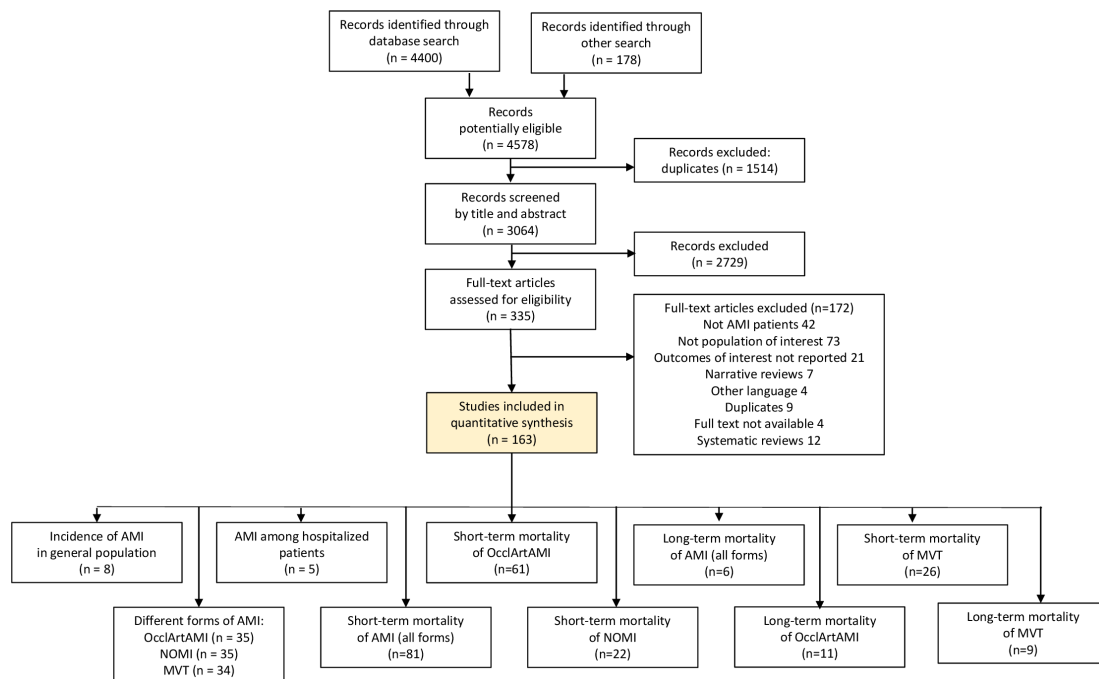 Records identified through
database search
(n = 4400)
Records identified through
other search
(n = 178)
Records
potentially eligible
(n = 4578)
Records excluded:
duplicates (n = 1514)
Records screened
by title and abstract
(n = 3064)
Records excluded
(n = 2729)
Full-text articles
assessed for eligibility
(n = 335)
Full-text articles excluded (n=172)
Not AMI patients 42
Not population of interest 73
Outcomes of interest not reported 21
Narrative reviews 7
Other language 4
Duplicates 9
Full text not available 4
Systematic reviews 12
Studies included in
quantitative synthesis
(n = 163)
Incidence of AMI
in general population
(n = 8)
AMI among hospitalized
patients
(n = 5)
Short-term mortality
of OcclArtAMI
(n=61)
Long-term mortality
of AMI (all forms)
(n=6)
Short-term mortality
of MVT
(n=26)
Different forms of AMI:
OcclArtAMI (n = 35)
NOMI (n = 35)
MVT (n = 34)
Short-term mortality
of AMI (all forms)
(n=81)
Short-term mortality
of NOMI
(n=22)
Long-term mortality
of OcclArtAMI
(n=11)
Long-term mortality
of MVT
(n=9)